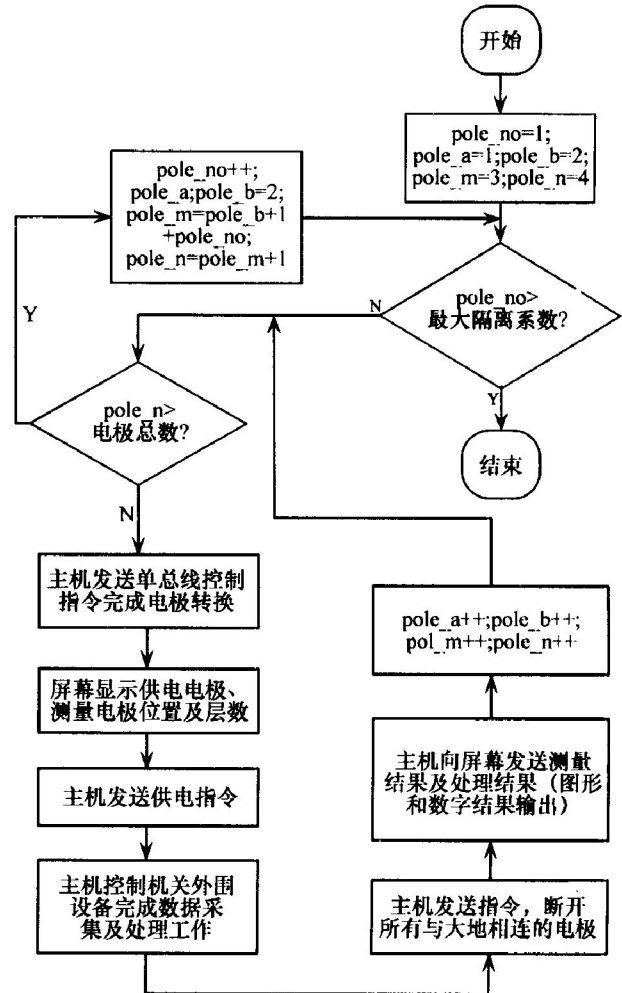 开始
pole_no=1;
pole_a=1;pole_b=2;
pole_m=3;pole_n=4
pole_no++;
pole_a;pole_b=2;
pole_m=pole_b+1
+pole_no;
pole_n=pole_m+1
pole_no>
最大隔离系数?
N
Y
Y
结束
pole_n>
电极总数?
N
主机发送单总线控制
指令完成电极转换
屏幕显示供电电极、
测量电极位置及层数
主机发送供电指令
主机控制机关外围
设备完成数据采
集及处理工作
pole_a++;pole_b++;
pol_m++;pole_n++
主机向屏幕发送测量
结果及处理结果（图形
和数字结果输出）
主机发送指令，断开
所有与大地相连的电极